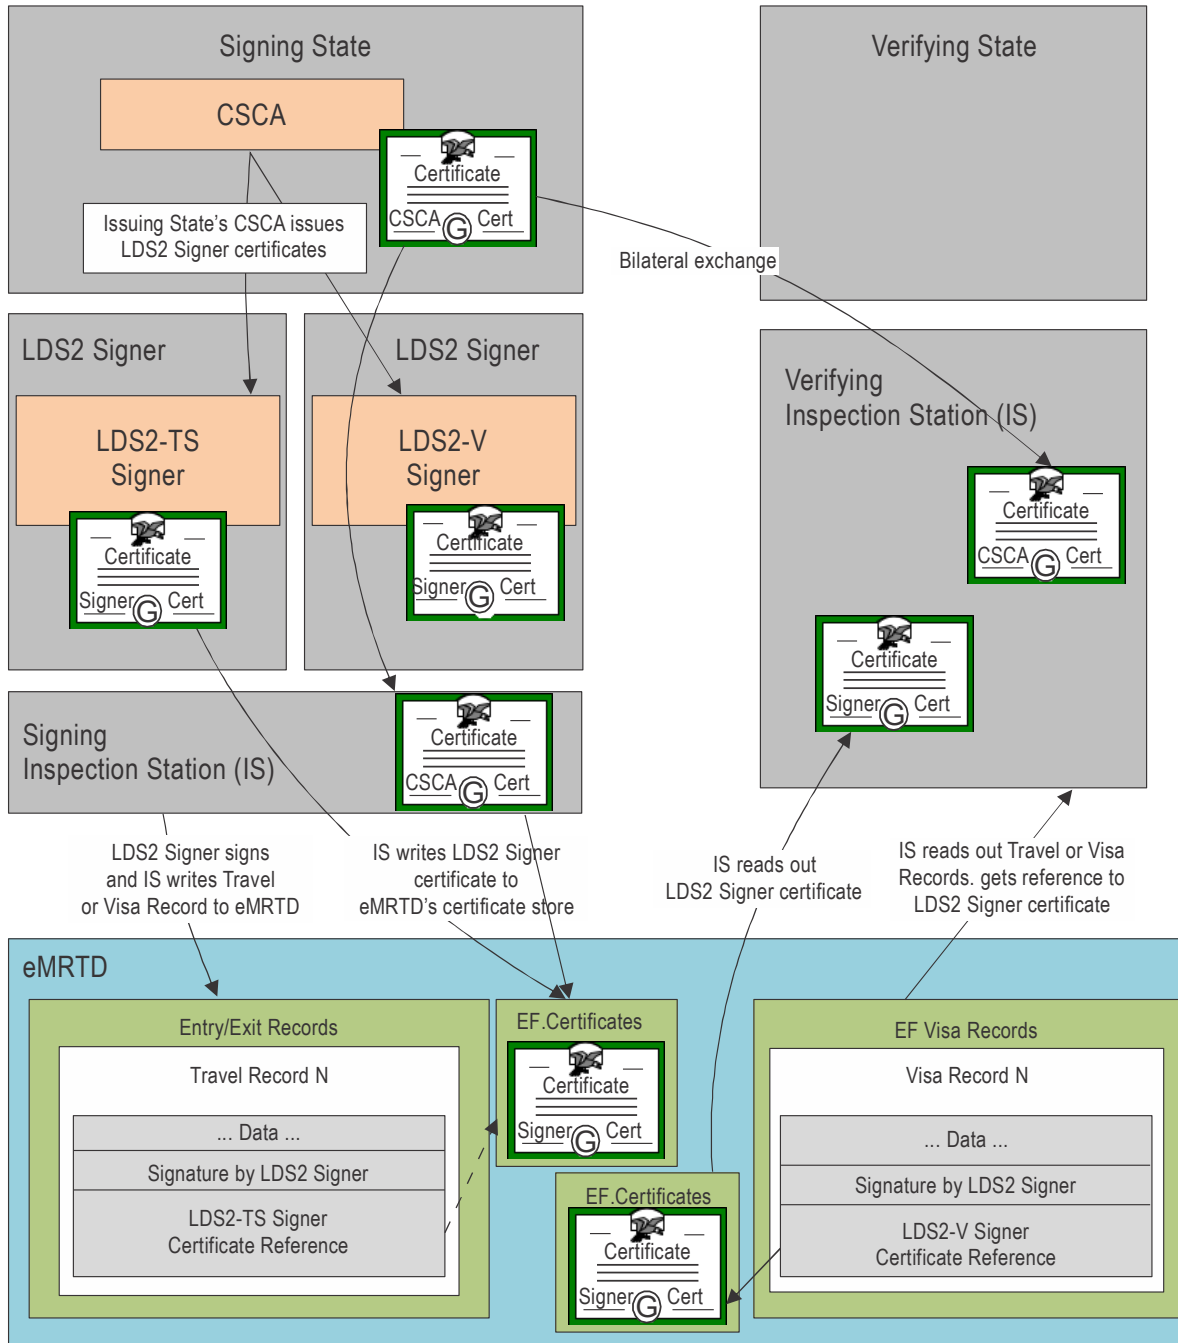 Signing State
CSCA
Certificate
CSCA G Cert
Issuing State's CSCA issues
LDS2 Signer certificates
Bilateral exchange
Verifying State
LDS2 Signer
LDS2-TS
Signer
Certificate
Signer G Cert
LDS2 Signer
LDS2-V
Signer
Certificate
Signer G Cert
Verifying
Inspection Station (IS)
Certificate
CSCA G Cert
Certificate
Signer G Cert
Signing
Inspection Station (IS)
Certificate
CSCA G Cert
LDS2 Signer signs
and IS writes Travel
or Visa Record to eMRTD
IS writes LDS2 Signer
certificate to
eMRTD's certificate store
IS reads out
LDS2 Signer certificate
IS reads out Travel or Visa
Records. gets reference to
LDS2 Signer certificate
eMRTD
Entry/Exit Records
Travel Record N
... Data ...
Signature by LDS2 Signer
LDS2-TS Signer
Certificate Reference
EF.Certificates
Certificate
Signer G Cert
EF.Certificates
Certificate
Signer G Cert
EF Visa Records
Visa Record N
... Data ...
Signature by LDS2 Signer
LDS2-V Signer
Certificate Reference